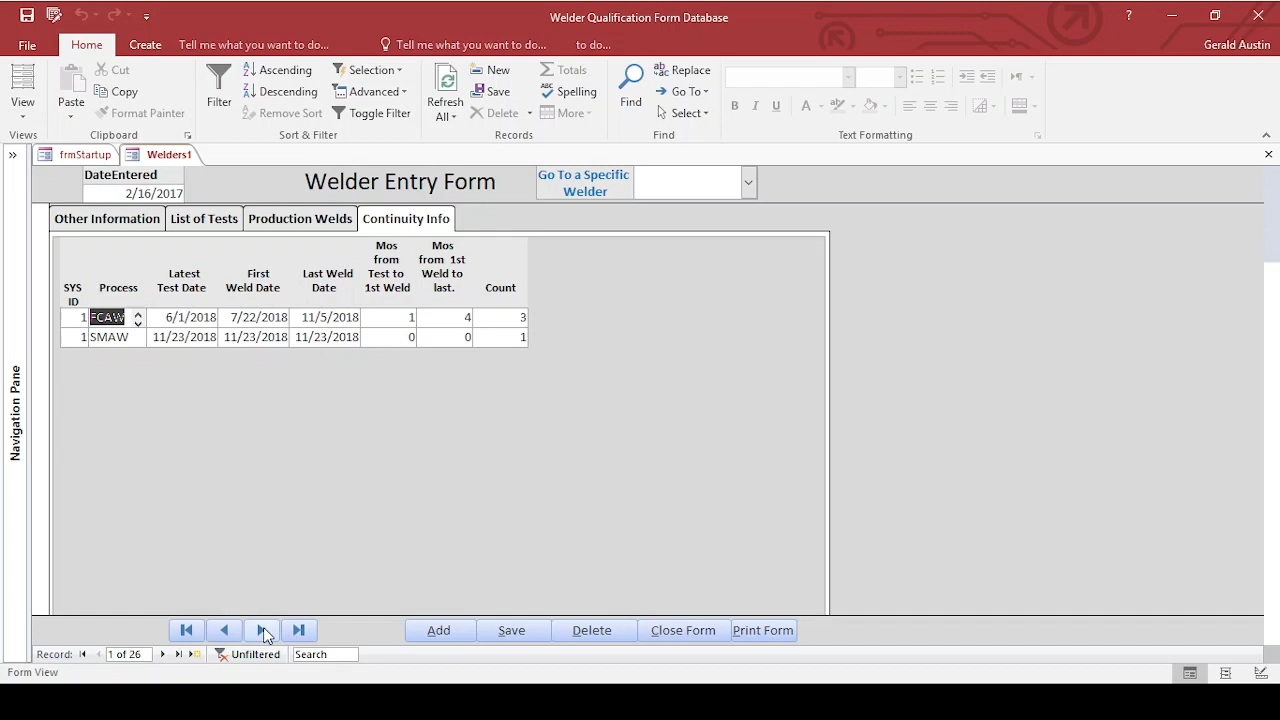 Welder Qualification Form Database
?
File
Home
Create
Tell me what you want to do...
Tell me what you want to do...
to do...
Gerald Austin
View
Views
Paste
Cut
Copy
Format Painter
Clipboard
Filter
Ascending
Descending
Remove Sort
Selection
Advanced
Toggle Filter
Sort & Filter
Refresh All
New
Save
Delete
Totals
Spelling
More
Records
Find
Replace
Go To
Select
Find
B I U A
Text Formatting
frmStartup
Welders1
DateEntered
2/16/2017
Welder Entry Form
Go To a Specific
Welder
Other Information
List of Tests
Production Welds
Continuity Info
SYS ID
Process
Latest Test Date
First Weld Date
Last Weld Date
Mos from Test to 1st Weld
Mos from 1st Weld to last.
Count
1 FCAW 6/1/2018 7/22/2018 11/5/2018 1 4 3
1 SMAW 11/23/2018 11/23/2018 11/23/2018 0 0 1
Navigation Pane
Add
Save
Delete
Close Form
Print Form
Record:
1 of 26
Unfiltered
Search
Form View